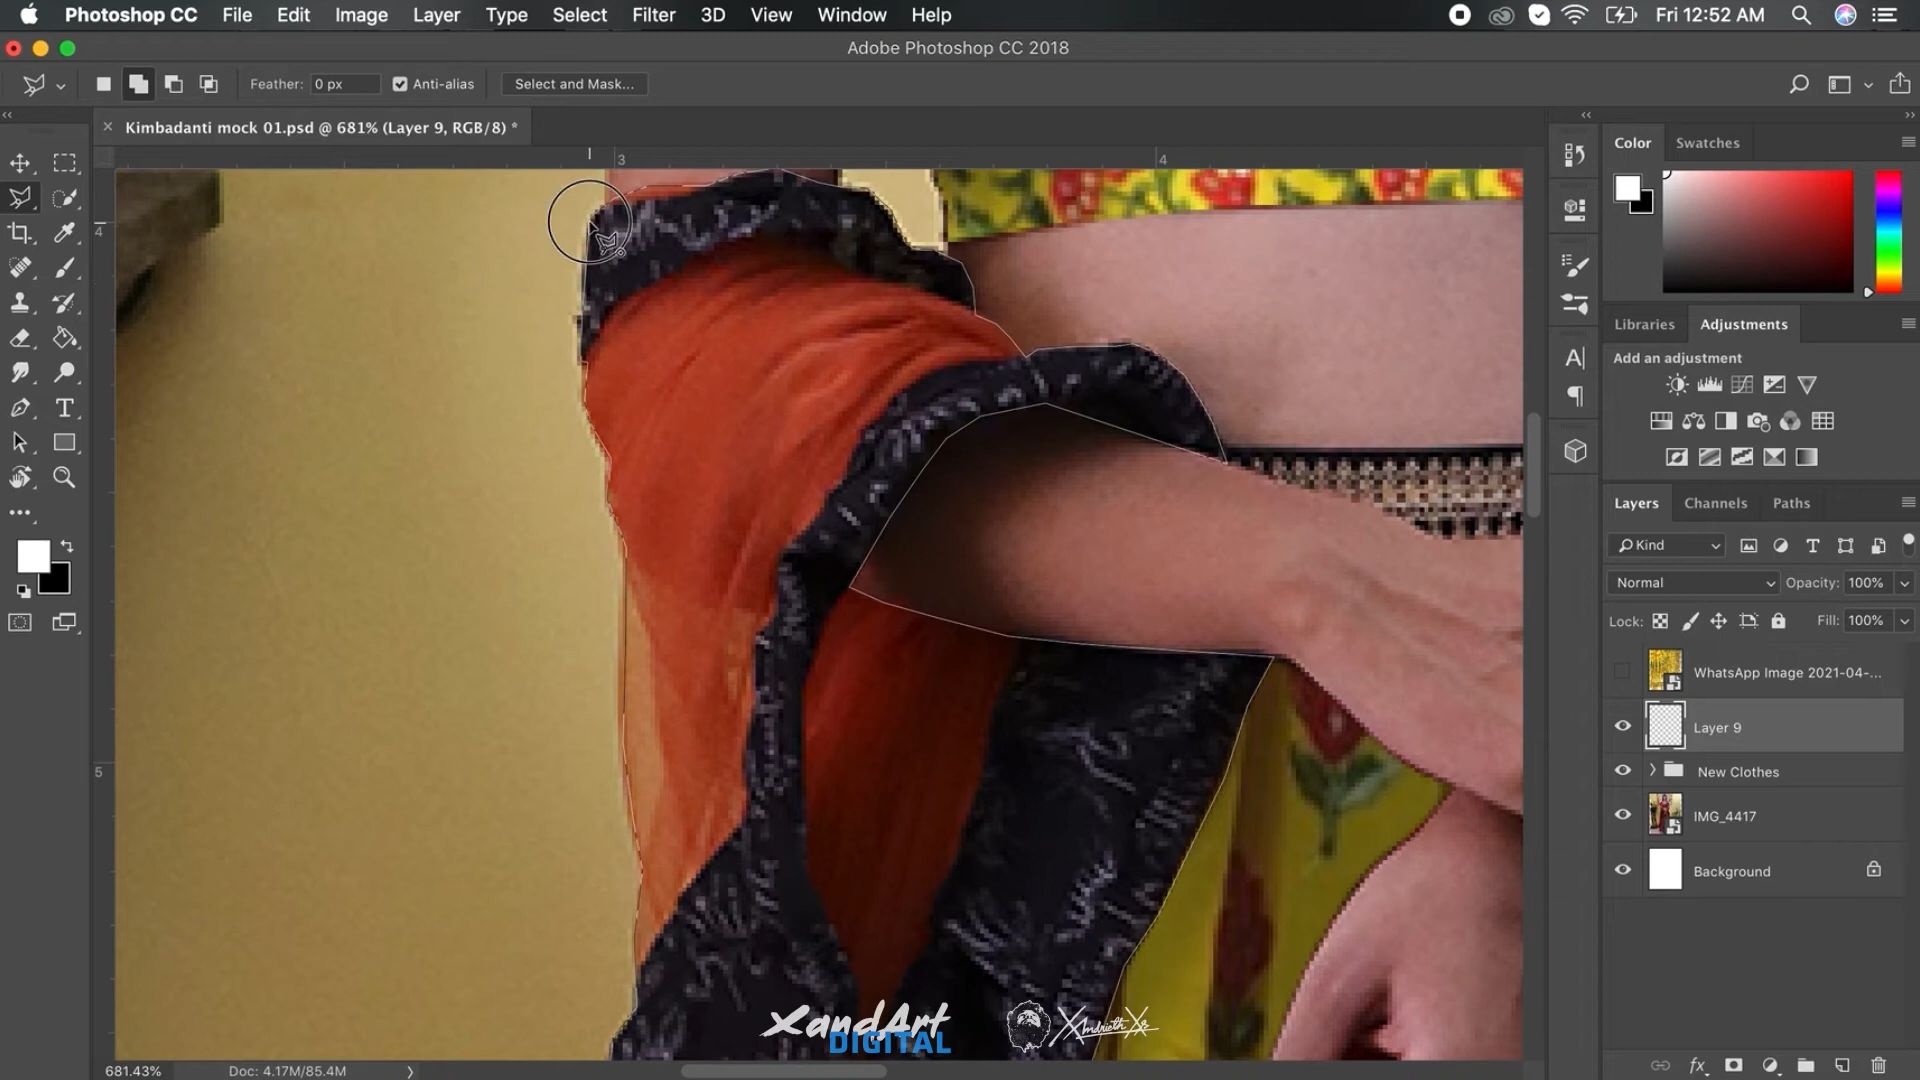 Photoshop CC File Edit Image Layer Type Select Filter 3D View Window Help Fri 12:52 AM
Adobe Photoshop CC 2018
Feather: 0 px Anti-alias Select and Mask...
Kimbadanti mock 01.psd @ 681% (Layer 9, RGB/8) *
3 4
4
5
Color Swatches
Libraries Adjustments
Add an adjustment
Layers Channels Paths
Kind
Normal Opacity: 100%
Lock: Fill: 100%
WhatsApp Image 2021-04-...
Layer 9
New Clothes
IMG_4417
Background
XandArt
DIGITAL
681.43% Doc: 4.17M/85.4M